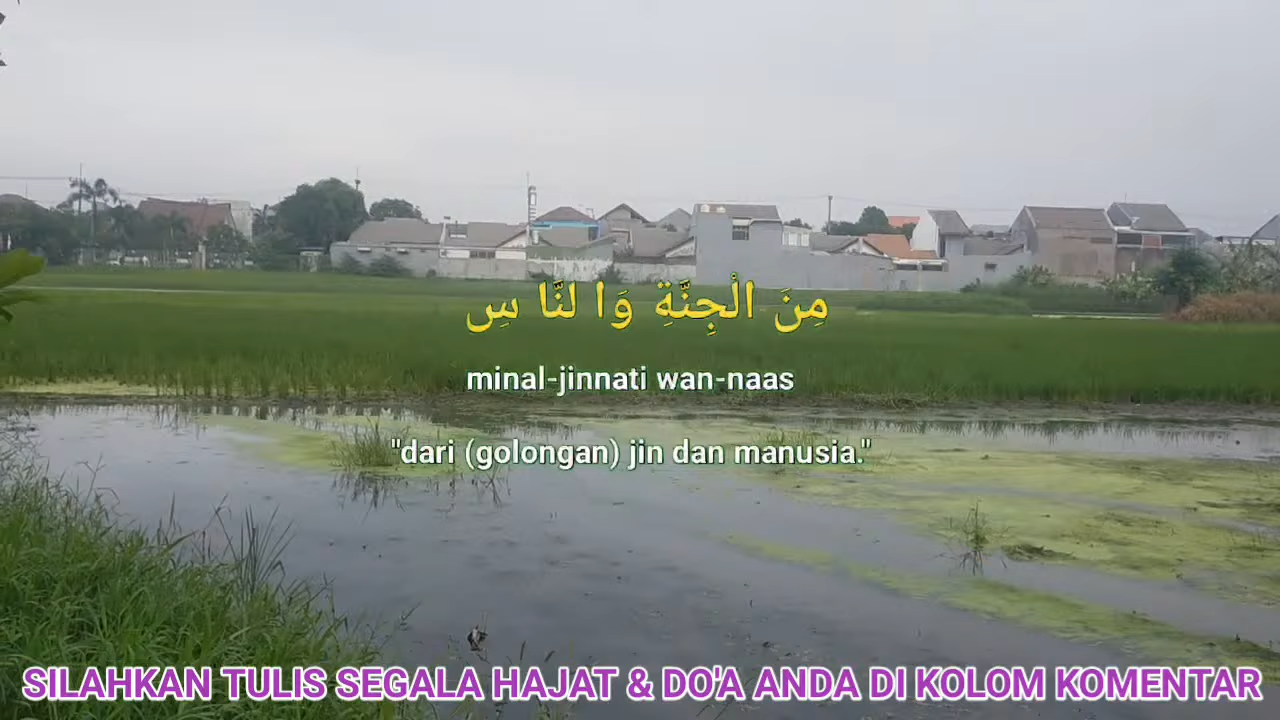 مِنَ الْجِنَّةِ وَا لنَّا سِ
minal-jinnati wan-naas
"dari (golongan) jin dan manusia."
SILAHKAN TULIS SEGALA HAJAT & DO'A ANDA DI KOLOM KOMENTAR